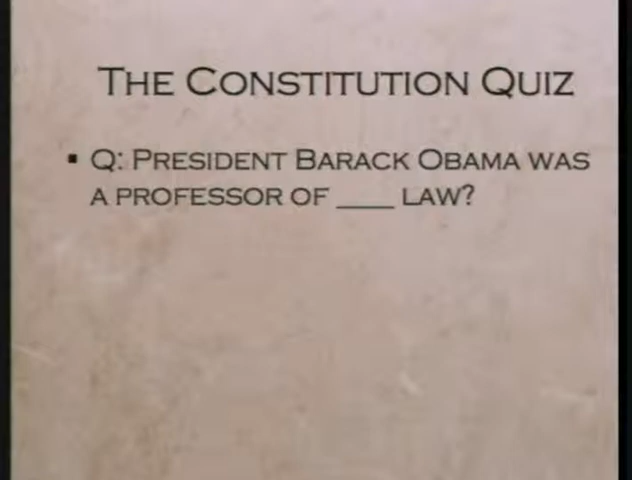 THE CONSTITUTION QUIZ
▪ Q: PRESIDENT BARACK OBAMA WAS
A PROFESSOR OF ____ LAW?